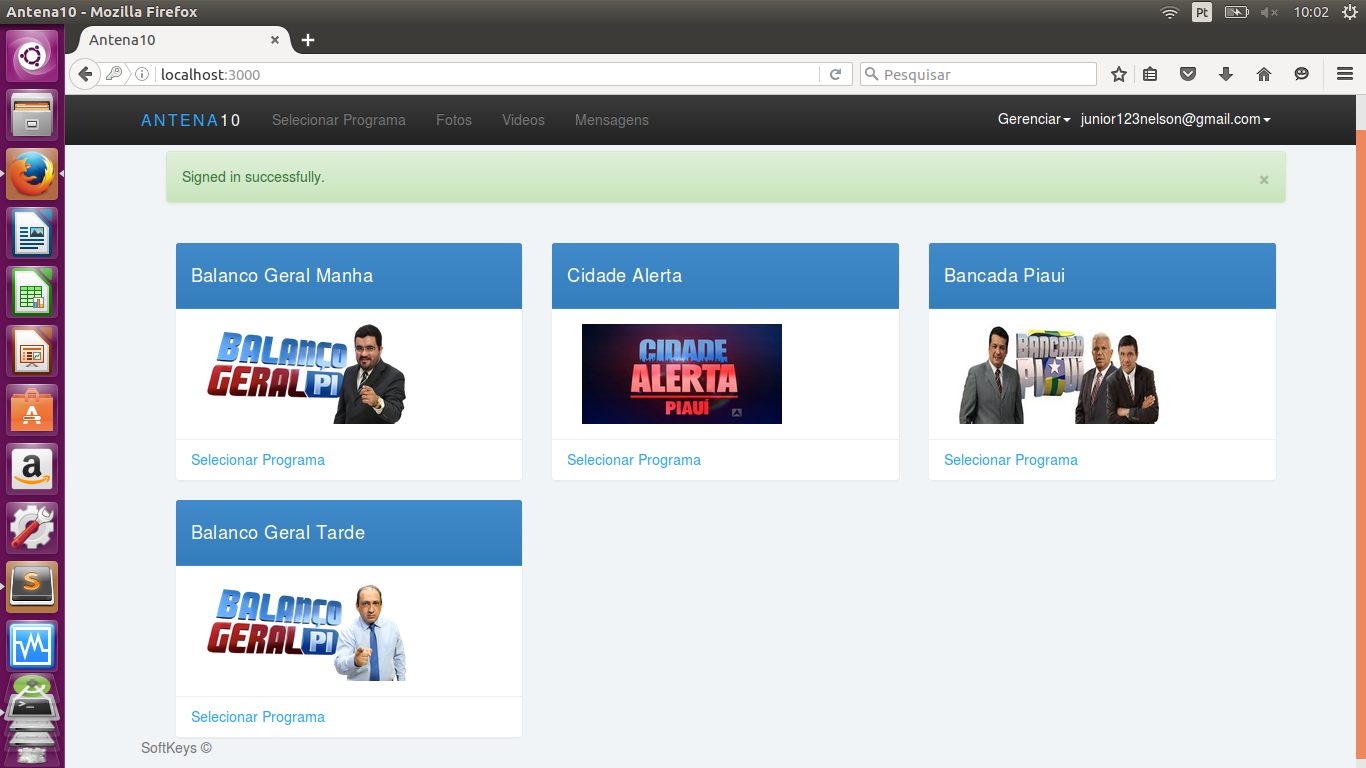 Antena10 - Mozilla Firefox
Pt
10:02
Antena10
localhost:3000
Pesquisar
ANTENA10
Selecionar Programa
Fotos
Videos
Mensagens
Gerenciar
junior123nelson@gmail.com
Signed in successfully.
Balanco Geral Manha
Cidade Alerta
Bancada Piaui
BALANÇO
GERAL PI
CIDADE
ALERTA
PIAUÍ
BANCADA
PIAUÍ
Selecionar Programa
Selecionar Programa
Selecionar Programa
Balanco Geral Tarde
BALANÇO
GERAL PI
Selecionar Programa
SoftKeys ©